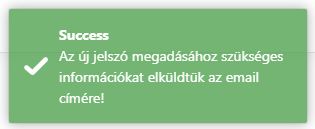 Success
Az új jelszó megadásához szükséges
információkat elküldtük az email
címére!